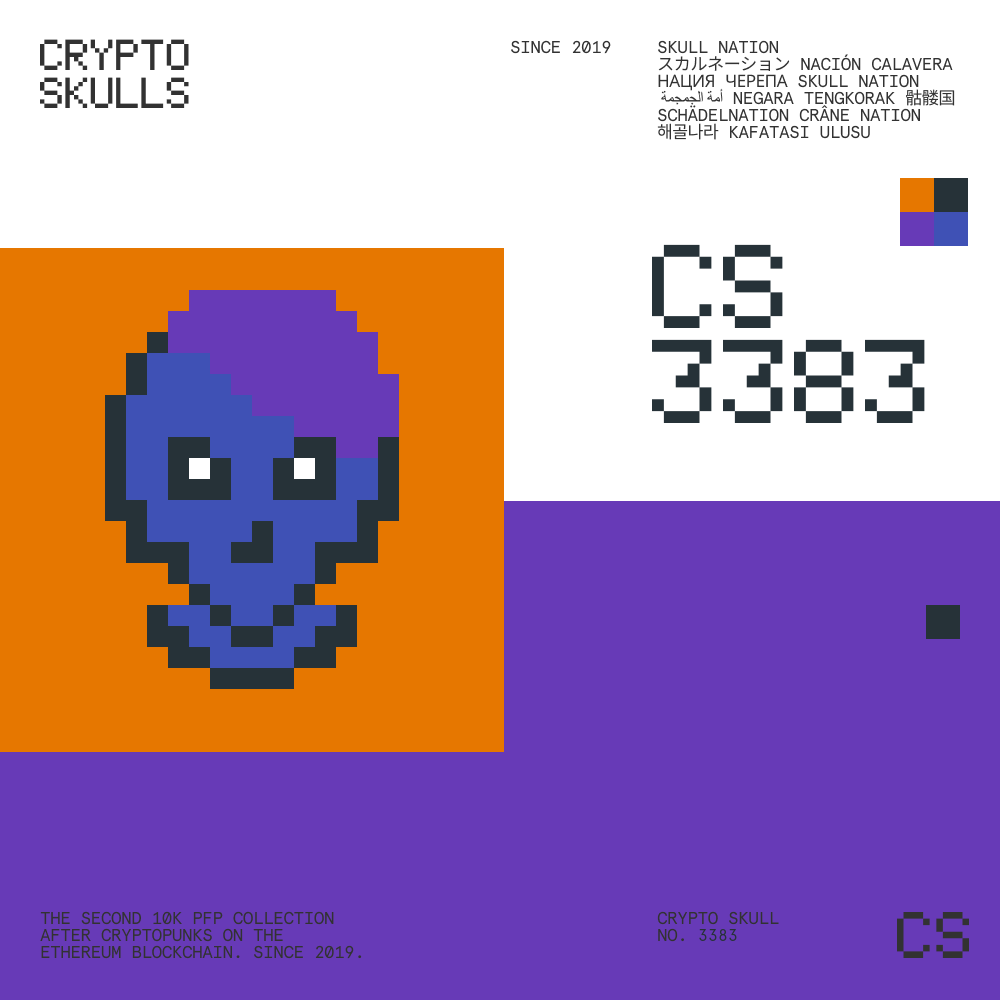 CRYPTO
SKULLS
SINCE 2019
SKULL NATION
スカルネーション NACIÓN CALAVERA
НАЦИЯ ЧЕРЕПА SKULL NATION
أمة الجمجمة NEGARA TENGKORAK 骷髅国
SCHÄDELNATION CRÂNE NATION
해골나라 KAFATASI ULUSU
CS
3383
THE SECOND 10K PFP COLLECTION
AFTER CRYPTOPUNKS ON THE
ETHEREUM BLOCKCHAIN. SINCE 2019.
CRYPTO SKULL
NO. 3383
CS